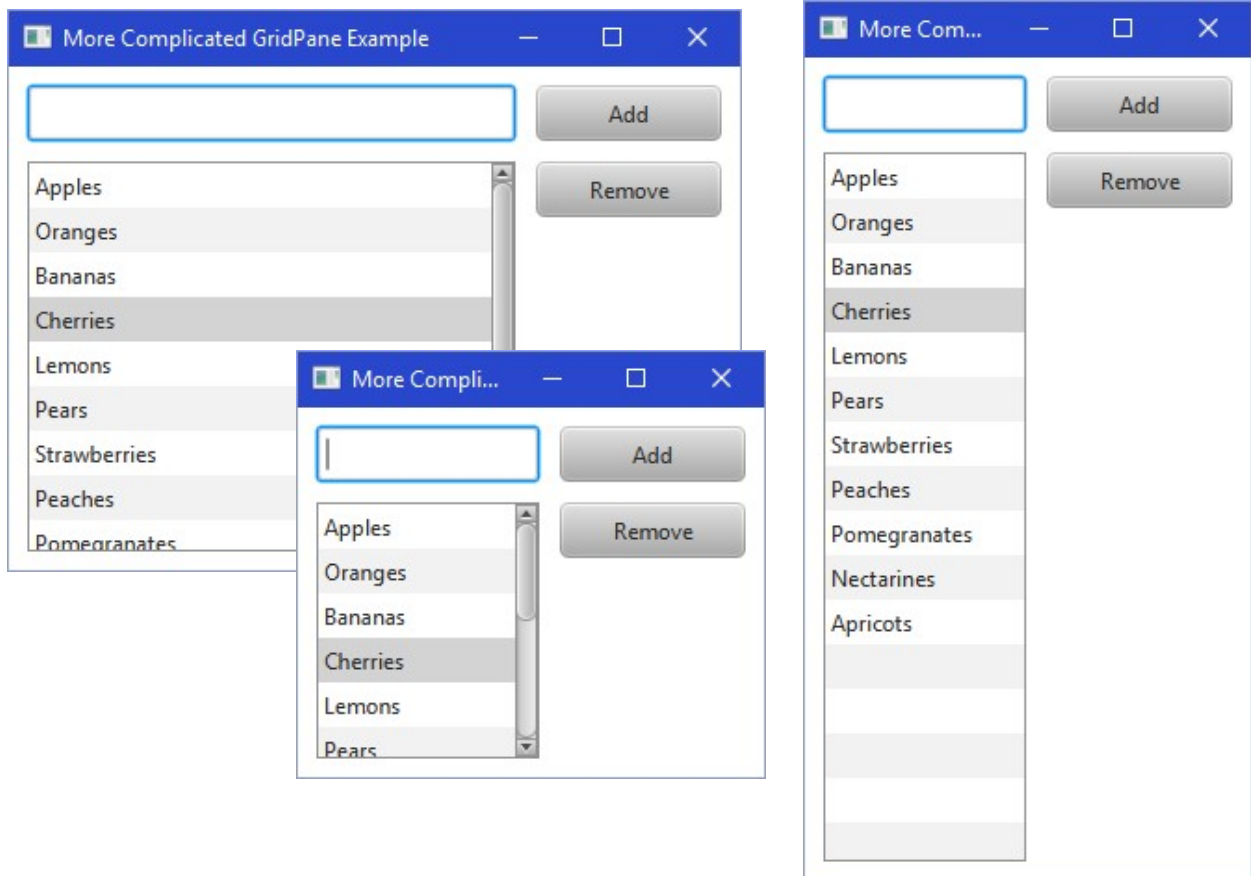 More Complicated GridPane Example
Add
Apples
Remove
Oranges
Bananas
Cherries
Lemons
Pears
Strawberries
Peaches
Pomegranates
More Compli...
Add
Apples
Remove
Oranges
Bananas
Cherries
Lemons
Pears
More Com...
Add
Apples
Remove
Oranges
Bananas
Cherries
Lemons
Pears
Strawberries
Peaches
Pomegranates
Nectarines
Apricots